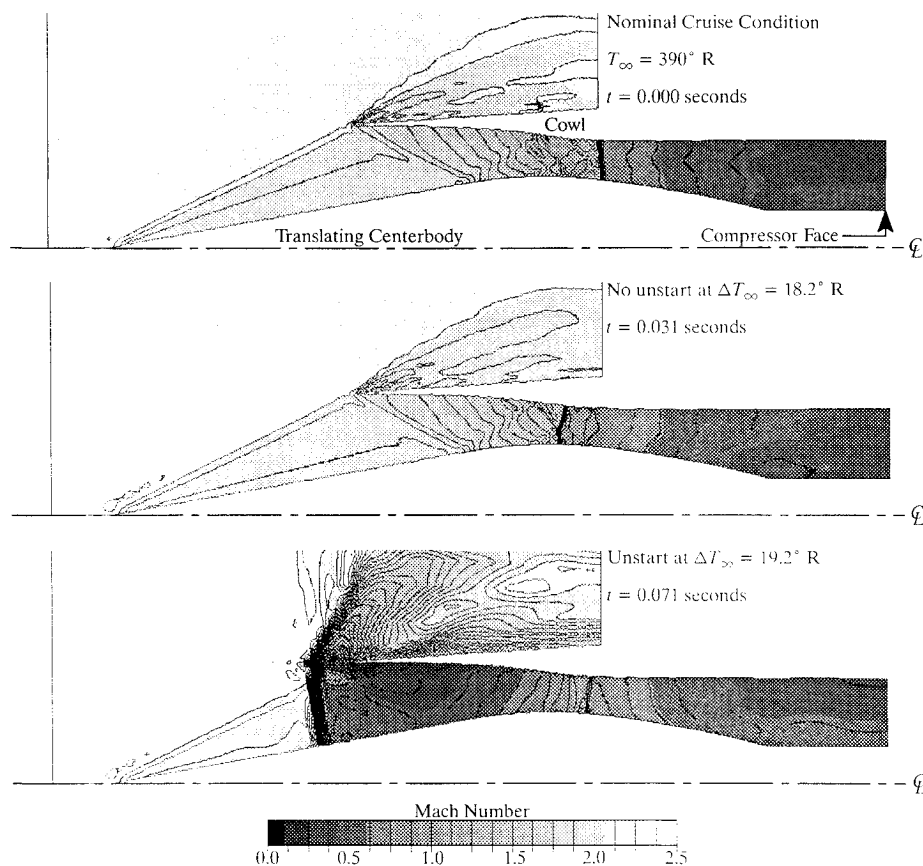 Nominal Cruise Condition
T∞ = 390° R
t = 0.000 seconds
Cowl
Translating Centerbody
Compressor Face
℄
No unstart at ΔT∞ = 18.2° R
t = 0.031 seconds
℄
Unstart at ΔT∞ = 19.2° R
t = 0.071 seconds
℄
Mach Number
0.0 0.5 1.0 1.5 2.0 2.5